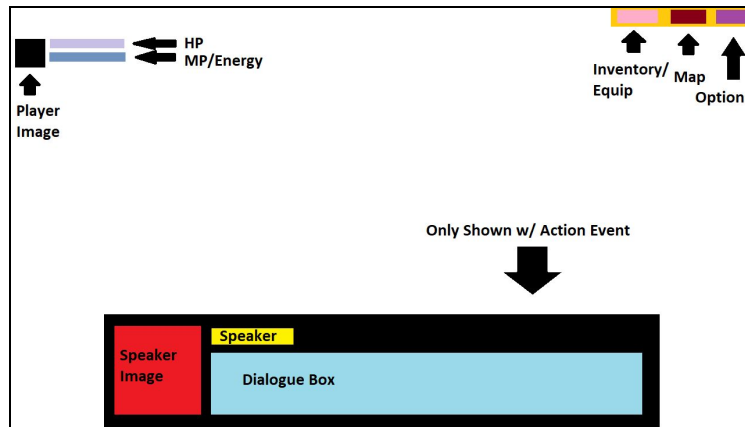 HP
MP/Energy
Player
Image
Inventory/
Equip
Map
Option
Only Shown w/ Action Event
Speaker
Image
Speaker
Dialogue Box